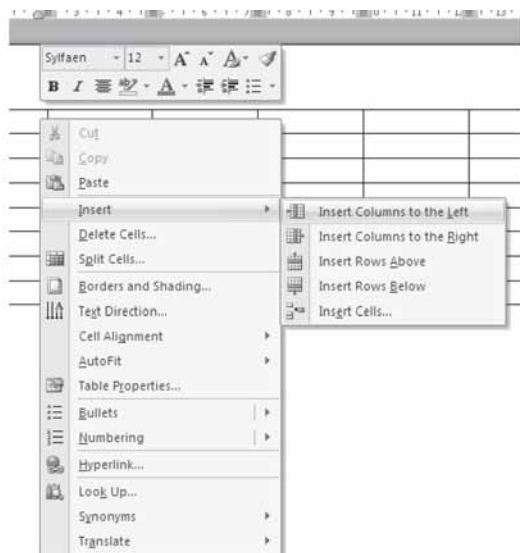 Sylfaen 12 A A A
B I ab A
Cut
Copy
Paste
Insert
Delete Cells...
Split Cells...
Borders and Shading...
Text Direction...
Cell Alignment
AutoFit
Table Properties...
Bullets
Numbering
Hyperlink...
Look Up...
Synonyms
Translate
Insert Columns to the Left
Insert Columns to the Right
Insert Rows Above
Insert Rows Below
Insert Cells...